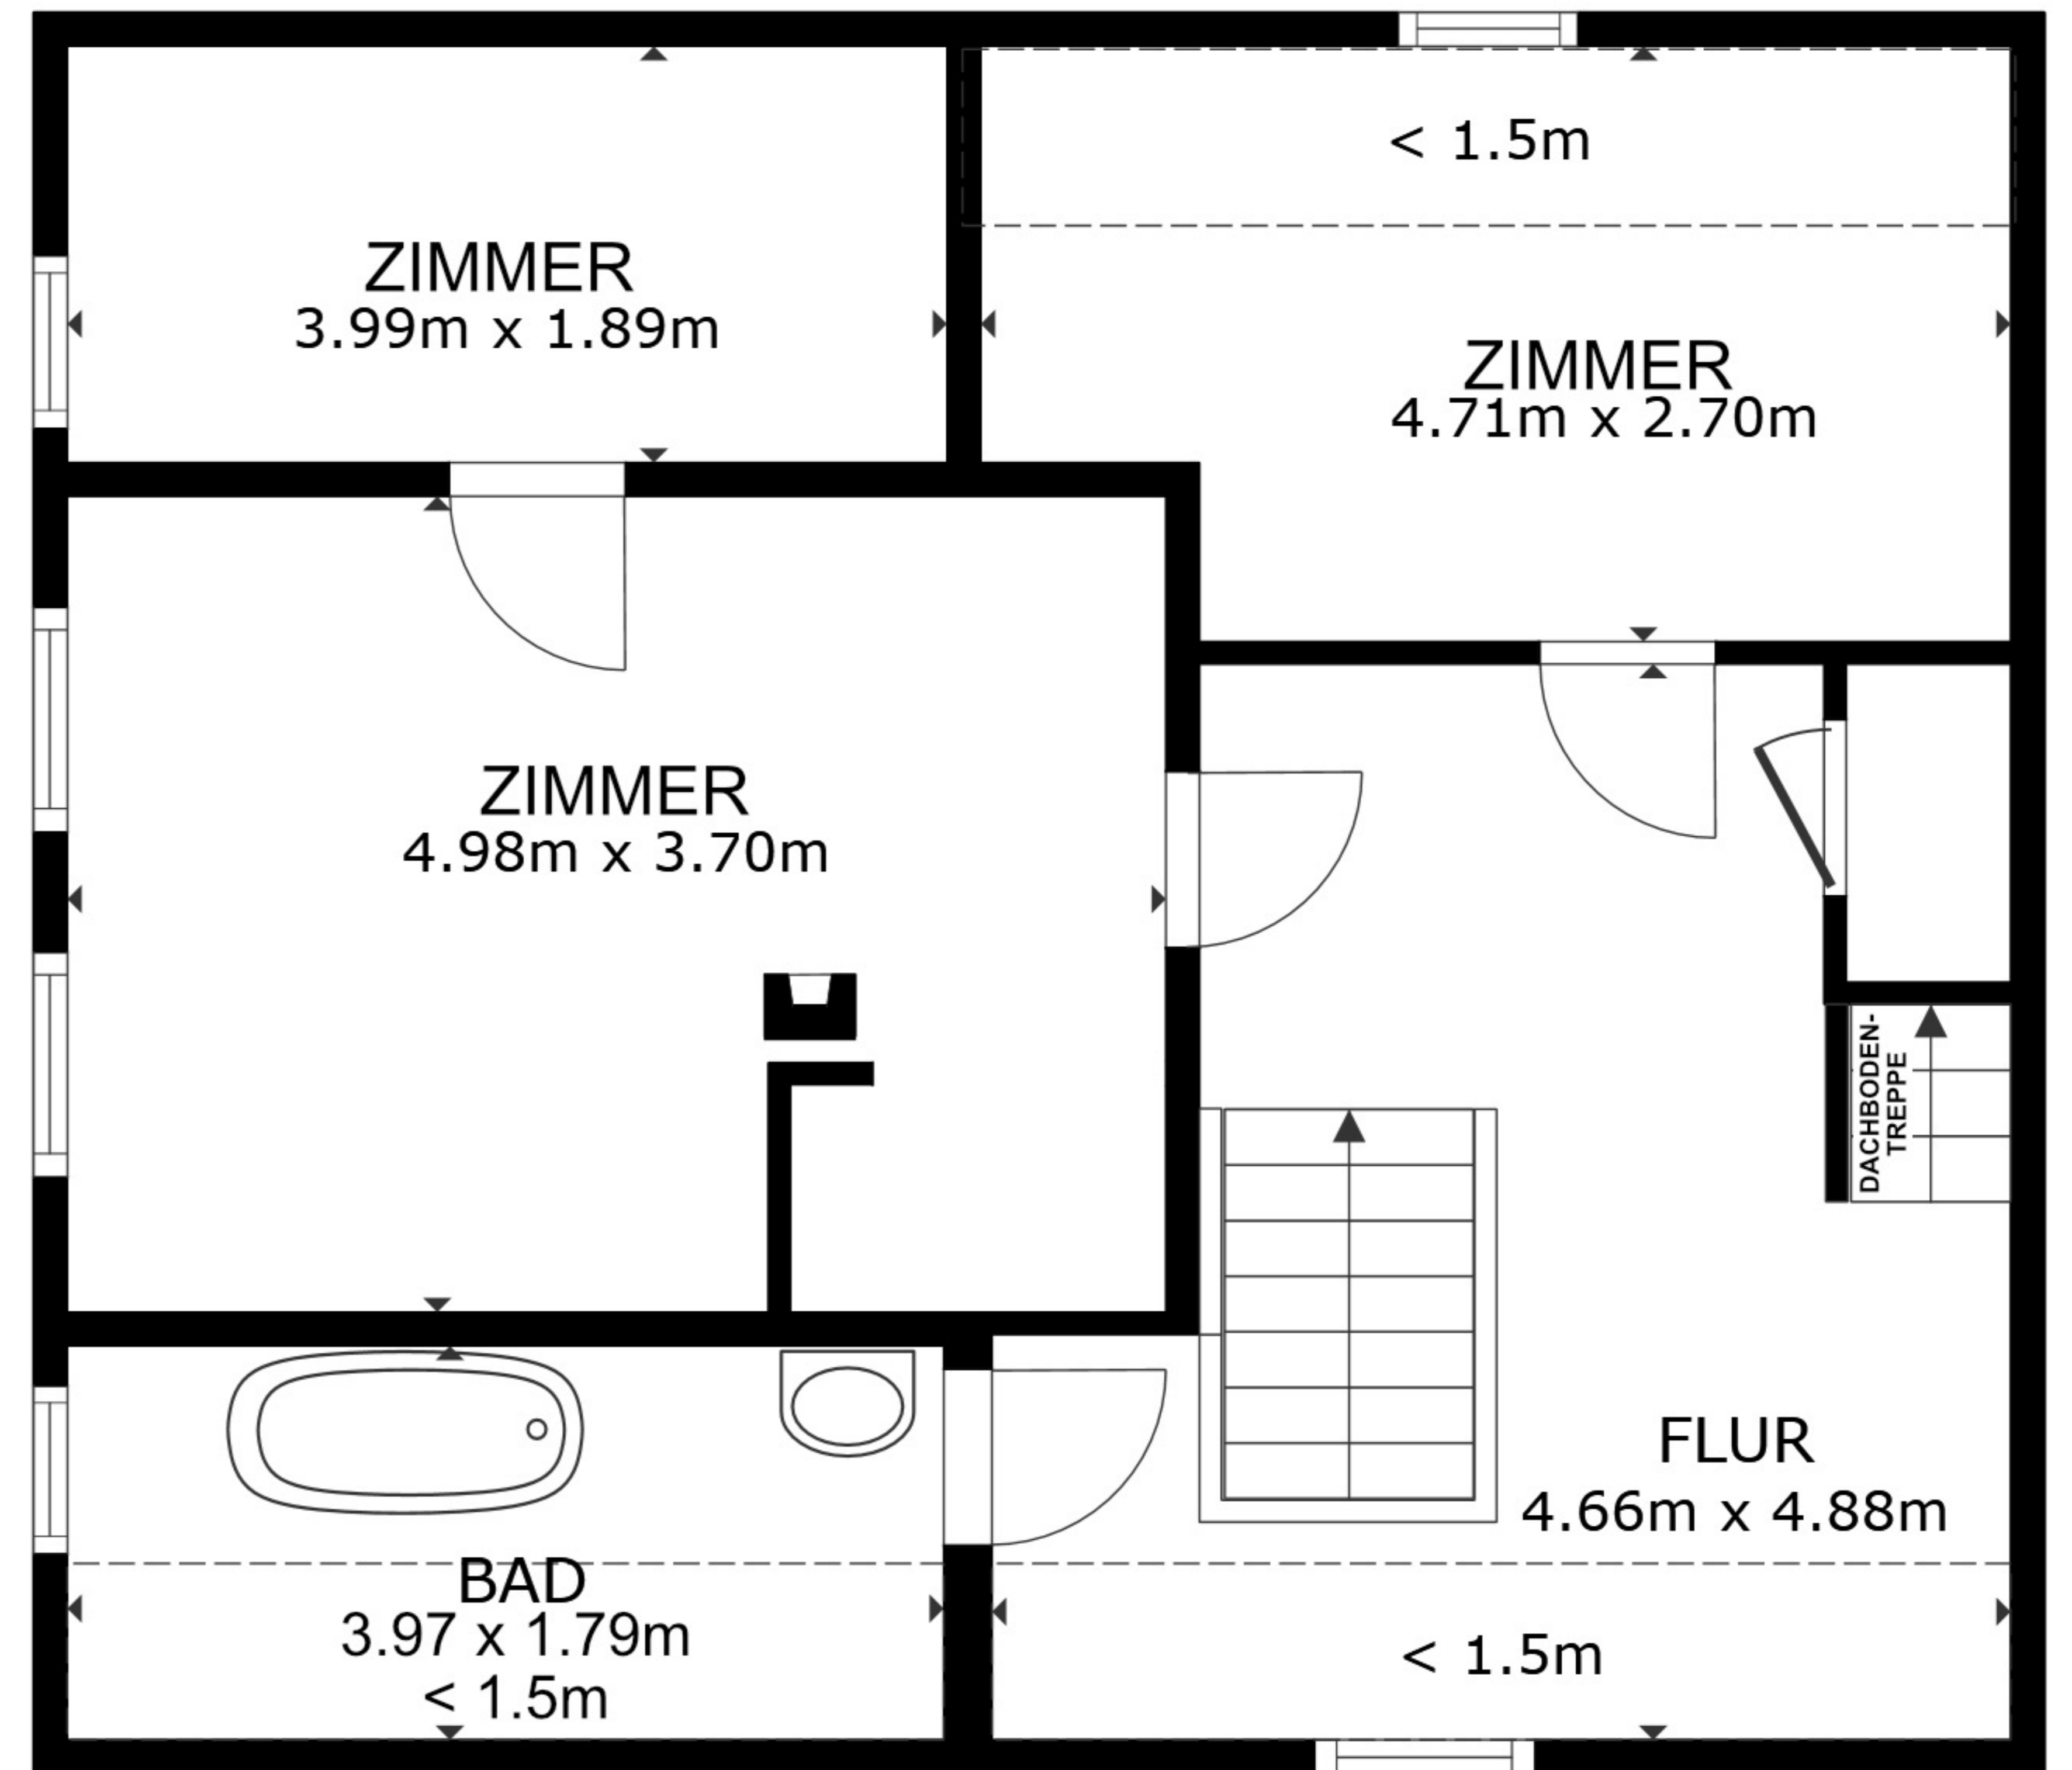 < 1.5m
ZIMMER
3.99m x 1.89m
ZIMMER
4.71m x 2.70m
ZIMMER
4.98m x 3.70m
DACHBODEN-
TREPPE
FLUR
4.66m x 4.88m
BAD
3.97 x 1.79m
< 1.5m
< 1.5m